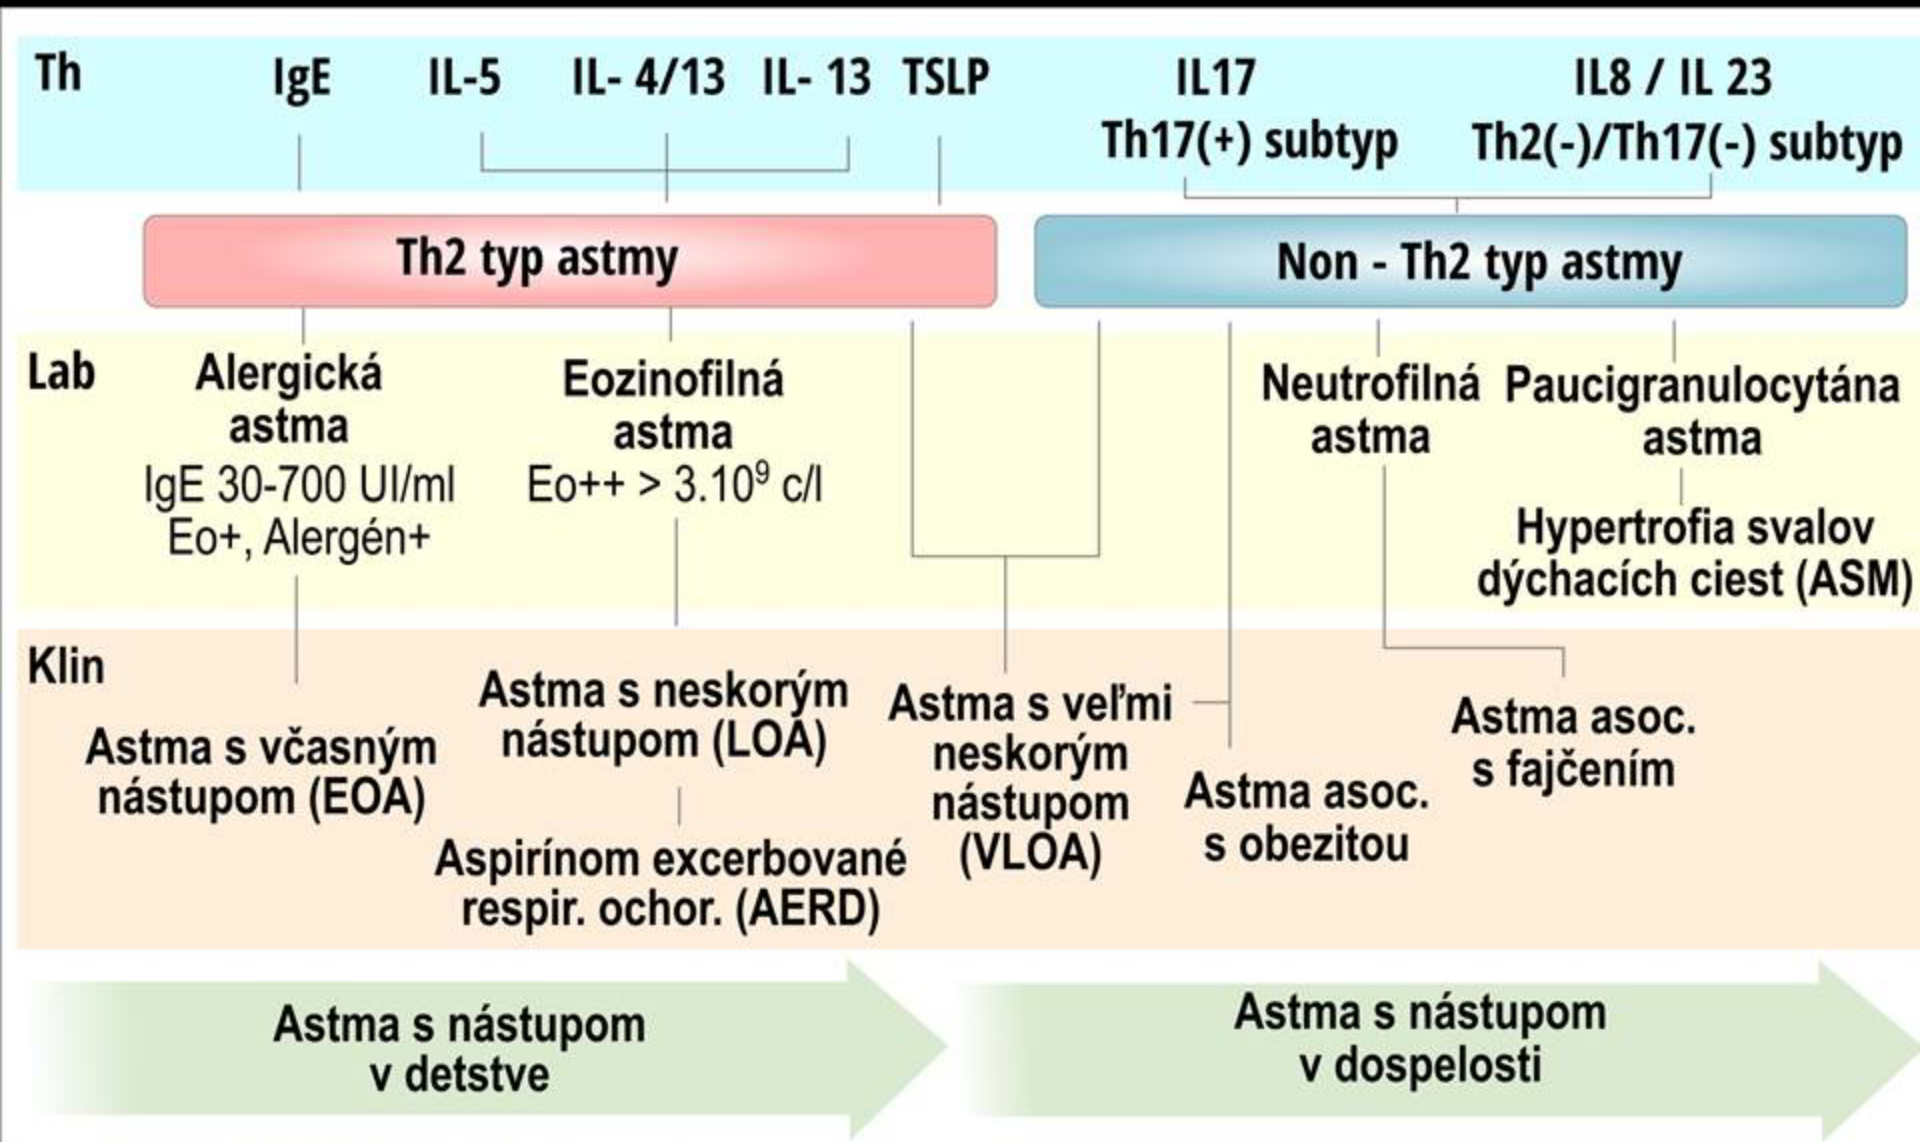 Th
IgE
IL-5
IL- 4/13
IL- 13
TSLP
IL17
Th17(+) subtyp
IL8 / IL 23
Th2(-)/Th17(-) subtyp
Th2 typ astmy
Non - Th2 typ astmy
Lab
Alergická
astma
IgE 30-700 UI/ml
Eo+, Alergén+
Eozinofilná
astma
Eo++ > 3.10⁹ c/l
Neutrofilná
astma
Paucigranulocytána
astma
Hypertrofia svalov
dýchacích ciest (ASM)
Klin
Astma s včasným
nástupom (EOA)
Astma s neskorým
nástupom (LOA)
Aspirínom excerbované
respir. ochor. (AERD)
Astma s veľmi
neskorým
nástupom
(VLOA)
Astma asoc.
s obezitou
Astma asoc.
s fajčením
Astma s nástupom
v detstve
Astma s nástupom
v dospelosti